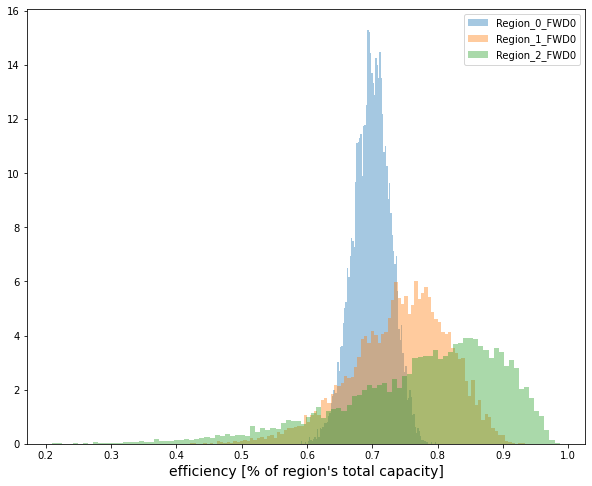 16
14
12
10
8
6
4
2
0
0.2 0.3 0.4 0.5 0.6 0.7 0.8 0.9 1.0
efficiency [% of region's total capacity]
Region_0_FWD0
Region_1_FWD0
Region_2_FWD0